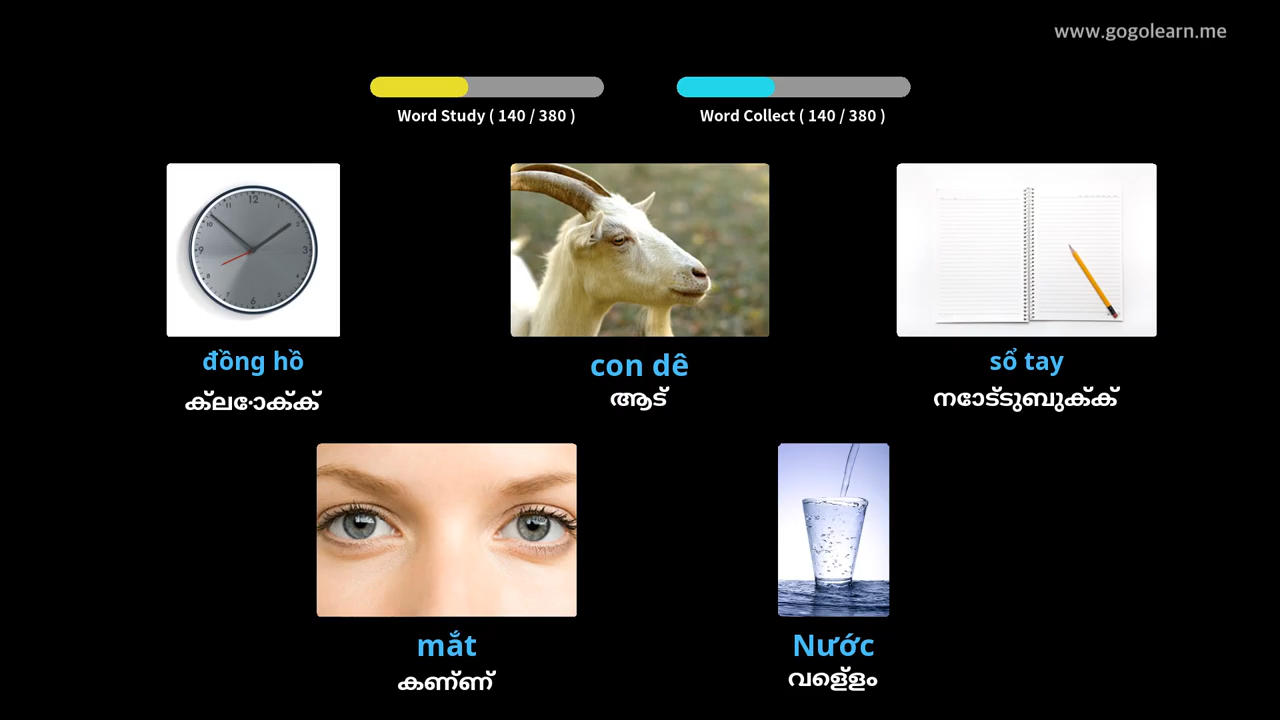 www.gogolearn.me
Word Study ( 140 / 380 )
Word Collect ( 140 / 380 )
đồng hồ
ക്ലോക്ക്
con dê
ആട്
sổ tay
നോട്ടുബുക്ക്
mắt
കണ്ണ്
Nước
വള്ളെം